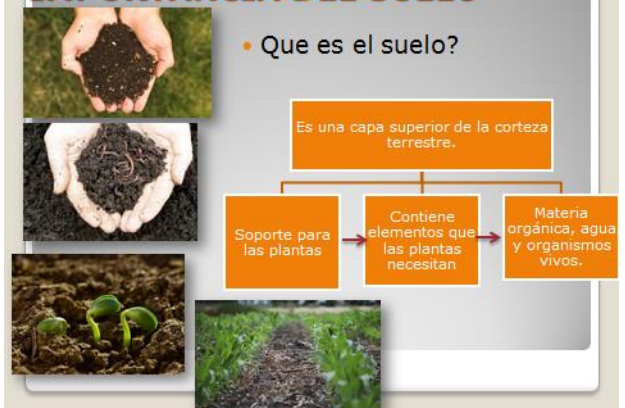 • Que es el suelo?
Es una capa superior de la corteza
terrestre.
Soporte para
las plantas
Contiene
elementos que
las plantas
necesitan
Materia
orgánica, agua
y organismos
vivos.